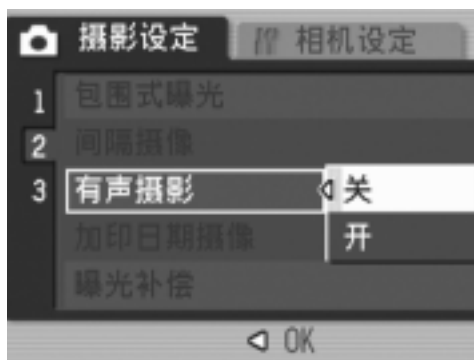 摄影设定 相机设定
1 包围式曝光
2 间隔摄像
3 有声摄影 关
加印日期摄像 开
曝光补偿
OK